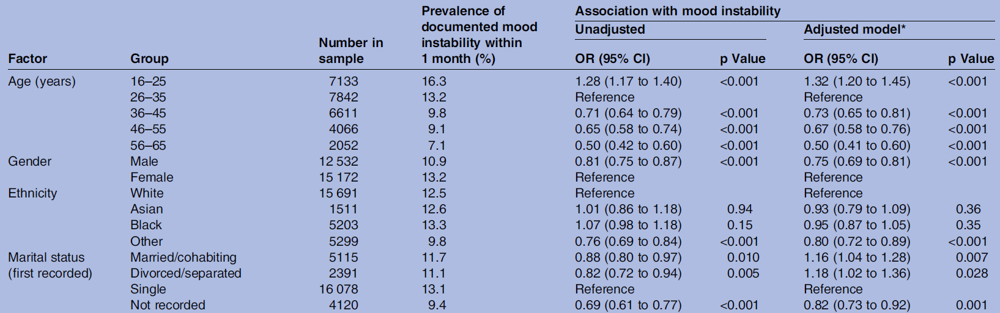 Prevalence of Association with mood instability
documented mood Unadjusted Adjusted model*
Number in instability within
Factor Group sample 1 month (%) OR (95% CI) p Value OR (95% CI) p Value
Age (years) 16–25 7133 16.3 1.28 (1.17 to 1.40) <0.001 1.32 (1.20 to 1.45) <0.001
26–35 7842 13.2 Reference Reference
36–45 6611 9.8 0.71 (0.64 to 0.79) <0.001 0.73 (0.65 to 0.81) <0.001
46–55 4066 9.1 0.65 (0.58 to 0.74) <0.001 0.67 (0.58 to 0.76) <0.001
56–65 2052 7.1 0.50 (0.42 to 0.60) <0.001 0.50 (0.41 to 0.60) <0.001
Gender Male 12 532 10.9 0.81 (0.75 to 0.87) <0.001 0.75 (0.69 to 0.81) <0.001
Female 15 172 13.2 Reference Reference
Ethnicity White 15 691 12.5 Reference Reference
Asian 1511 12.6 1.01 (0.86 to 1.18) 0.94 0.93 (0.79 to 1.09) 0.36
Black 5203 13.3 1.07 (0.98 to 1.18) 0.15 0.95 (0.87 to 1.05) 0.35
Other 5299 9.8 0.76 (0.69 to 0.84) <0.001 0.80 (0.72 to 0.89) <0.001
Marital status Married/cohabiting 5115 11.7 0.88 (0.80 to 0.97) 0.010 1.16 (1.04 to 1.28) 0.007
(first recorded) Divorced/separated 2391 11.1 0.82 (0.72 to 0.94) 0.005 1.18 (1.02 to 1.36) 0.028
Single 16 078 13.1 Reference Reference
Not recorded 4120 9.4 0.69 (0.61 to 0.77) <0.001 0.82 (0.73 to 0.92) 0.001